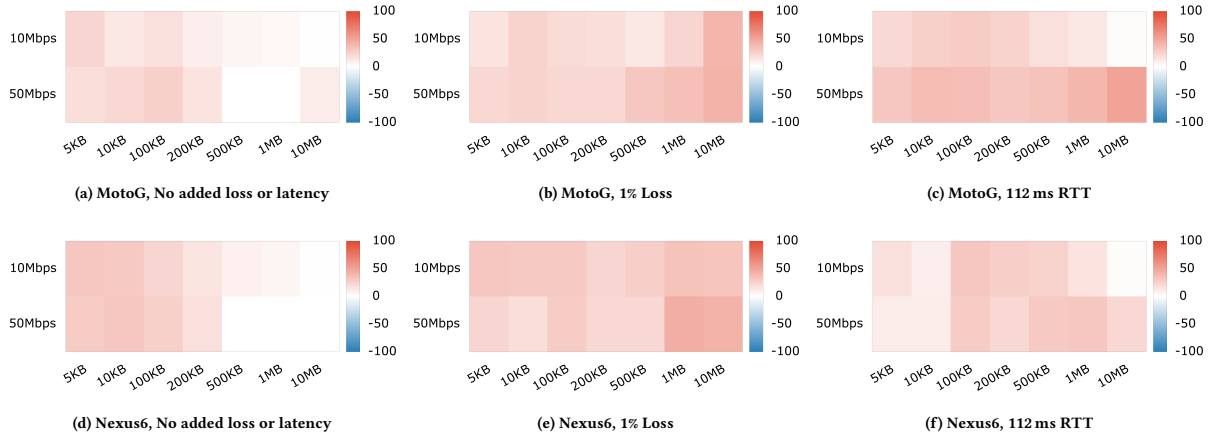 10Mbps
50Mbps
5KB 10KB 100KB 200KB 500KB 1MB 10MB
100
50
0
-50
-100
(a) MotoG, No added loss or latency
10Mbps
50Mbps
5KB 10KB 100KB 200KB 500KB 1MB 10MB
100
50
0
-50
-100
(b) MotoG, 1% Loss
10Mbps
50Mbps
5KB 10KB 100KB 200KB 500KB 1MB 10MB
100
50
0
-50
-100
(c) MotoG, 112 ms RTT
10Mbps
50Mbps
5KB 10KB 100KB 200KB 500KB 1MB 10MB
100
50
0
-50
-100
(d) Nexus6, No added loss or latency
10Mbps
50Mbps
5KB 10KB 100KB 200KB 500KB 1MB 10MB
100
50
0
-50
-100
(e) Nexus6, 1% Loss
10Mbps
50Mbps
5KB 10KB 100KB 200KB 500KB 1MB 10MB
100
50
0
-50
-100
(f) Nexus6, 112 ms RTT